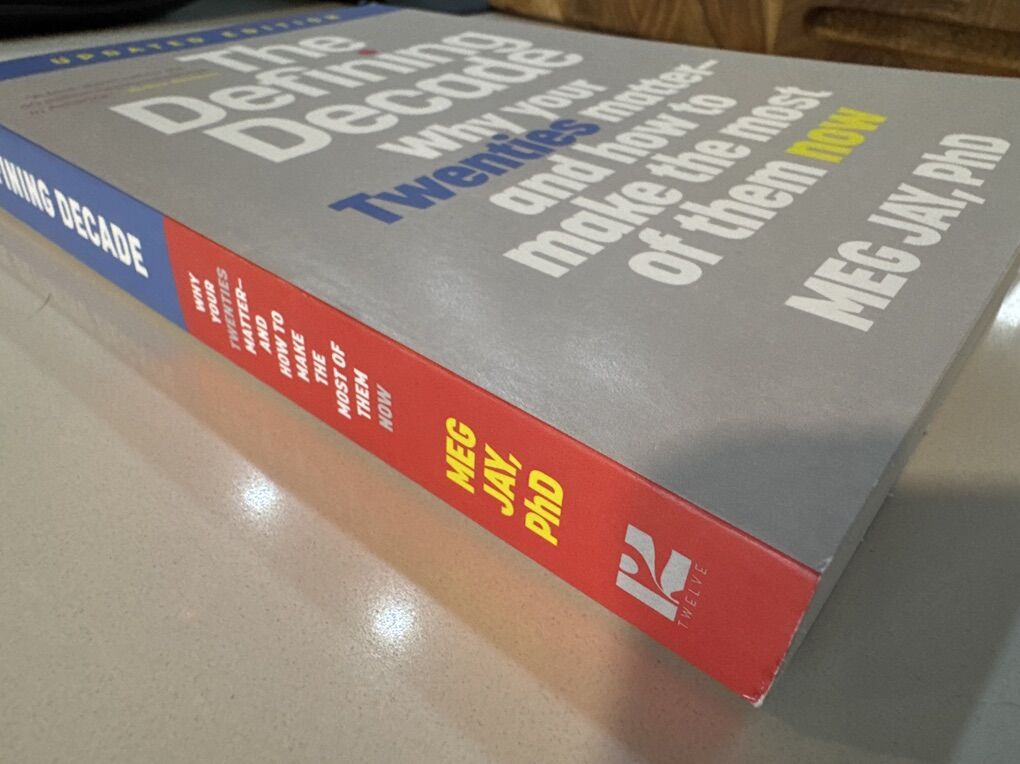 UPDATED EDITION
The
Defining
Decade
why your
Twenties matter–
and how to
make the most
of them now
MEG JAY, PhD
FINING DECADE
WHY
YOUR
TWENTIES
MATTER–
AND
HOW TO
MAKE
THE
MOST OF
THEM
NOW
MEG
JAY,
PhD
12
TWELVE